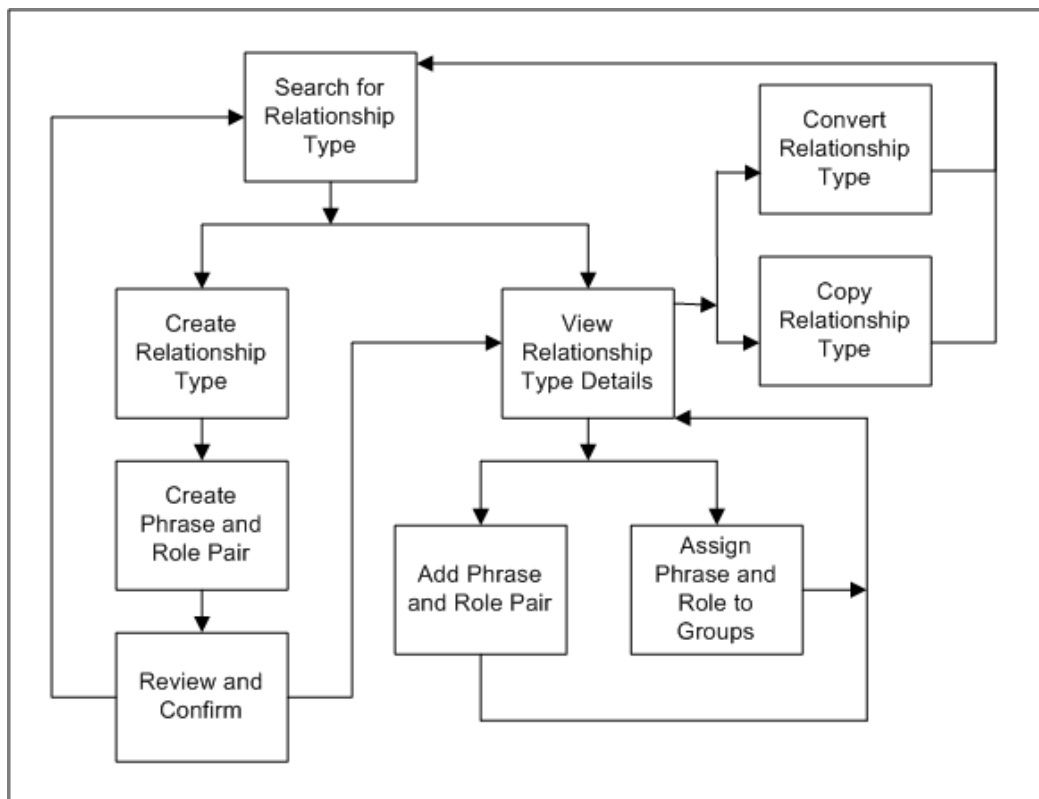 Search for
Relationship
Type
Convert
Relationship
Type
Copy
Relationship
Type
Create
Relationship
Type
View
Relationship
Type Details
Create
Phrase and
Role Pair
Add Phrase
and Role Pair
Assign
Phrase and
Role to
Groups
Review and
Confirm